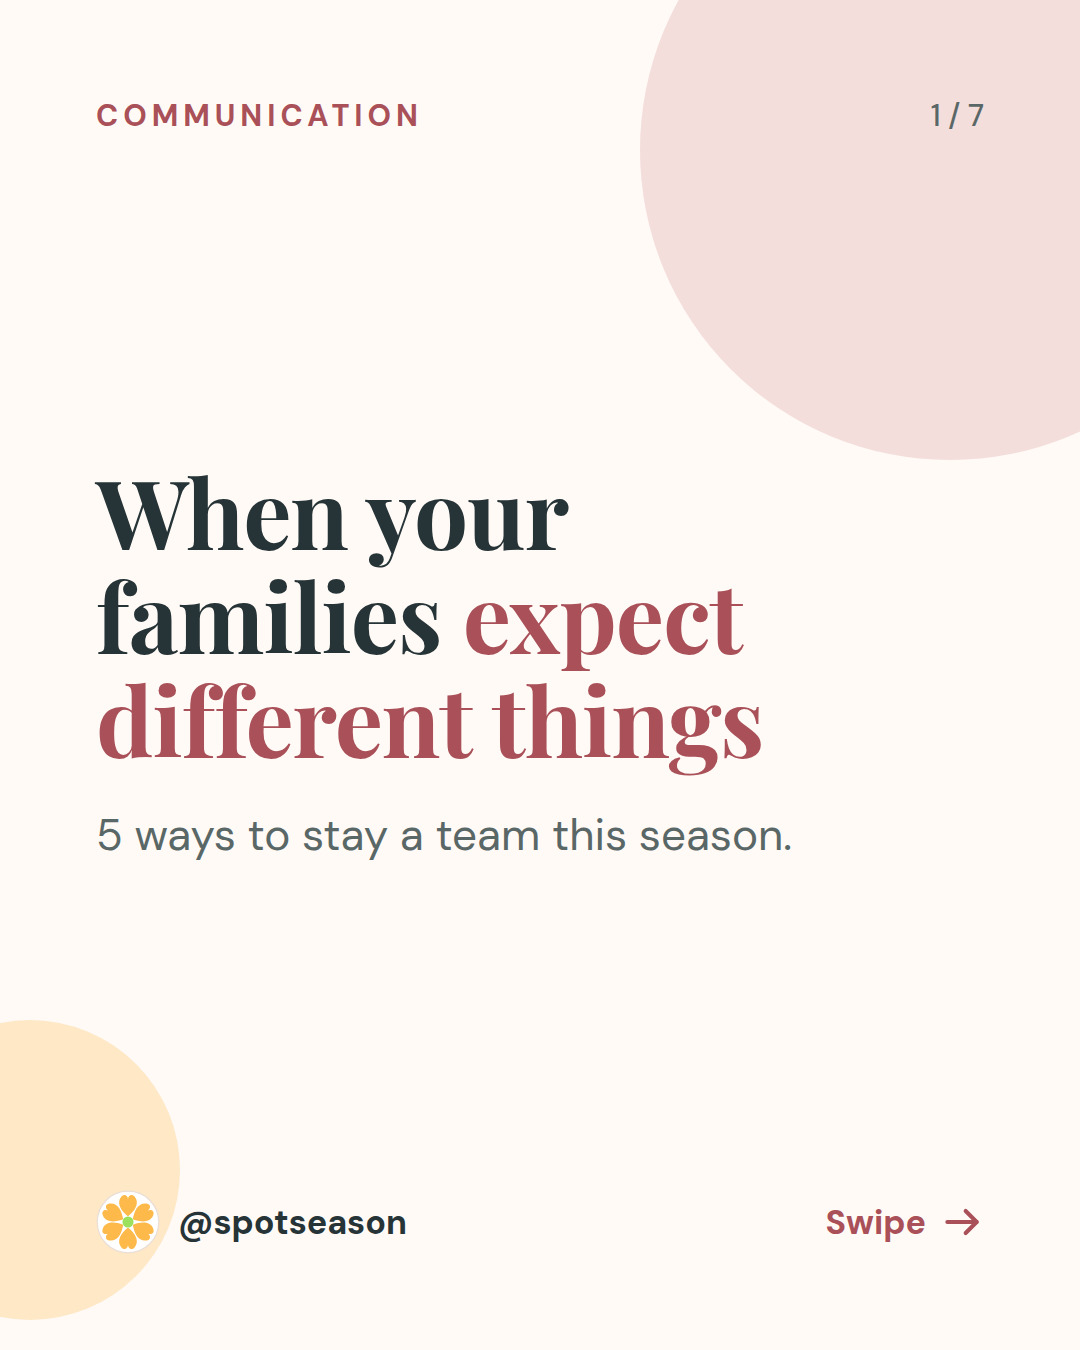 COMMUNICATION
1 / 7
When your
families expect
different things
5 ways to stay a team this season.
@spotseason
Swipe →